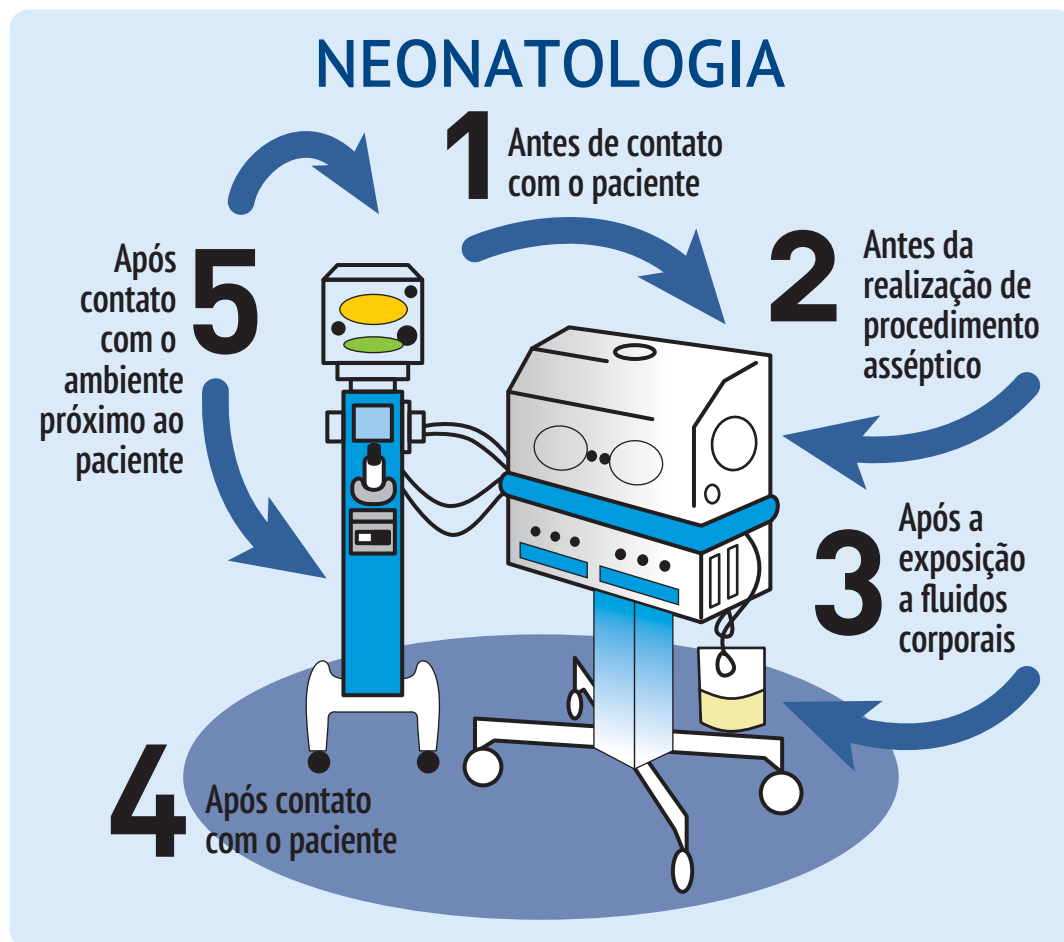 NEONATOLOGIA
1
Antes de contato
com o paciente
2
Antes da
realização de
procedimento
asséptico
3
Após a
exposição
a fluidos
corporais
4
Após contato
com o paciente
5
Após
contato
com o
ambiente
próximo ao
paciente